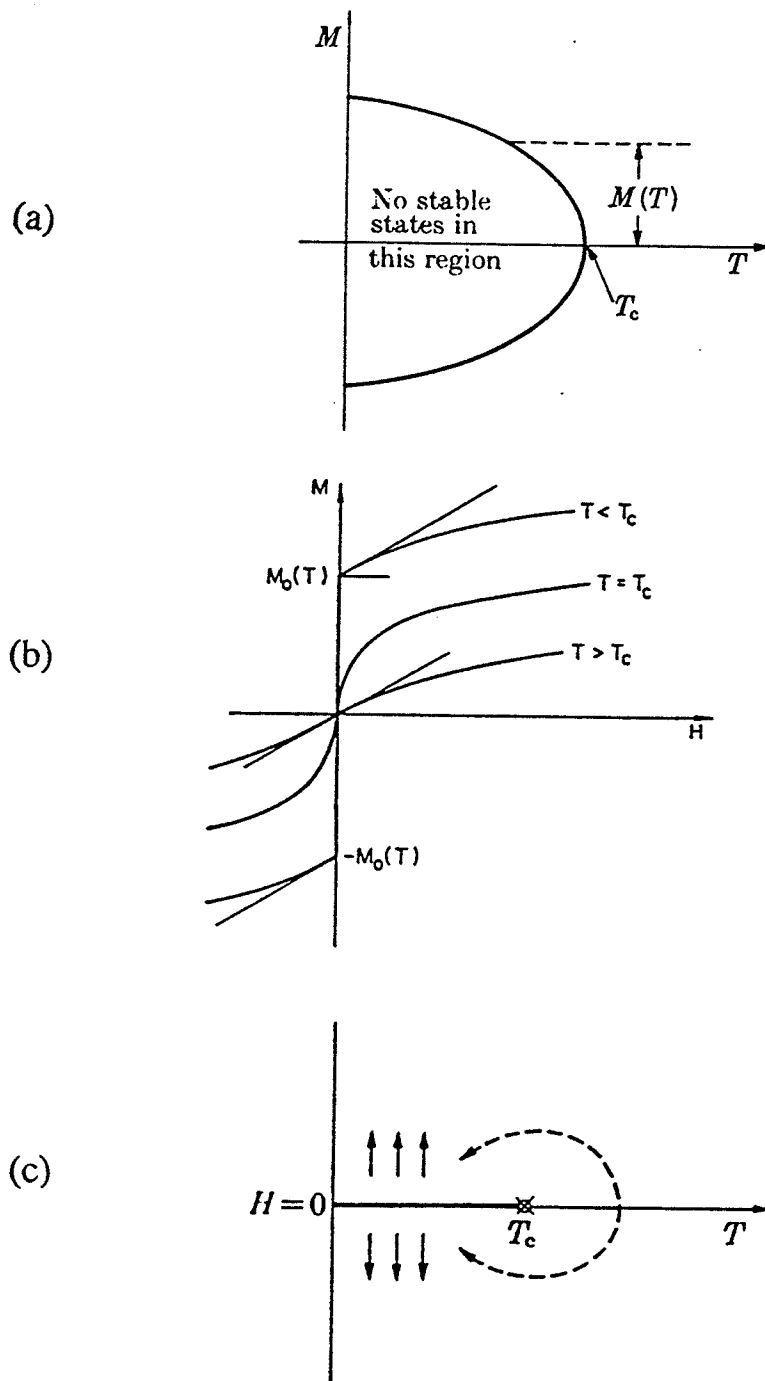 (a)
M
No stable
states in
this region
M(T)
T
T_c
(b)
M
T < T_c
M_0(T)
T = T_c
T > T_c
H
-M_0(T)
(c)
H=0
T_c
T